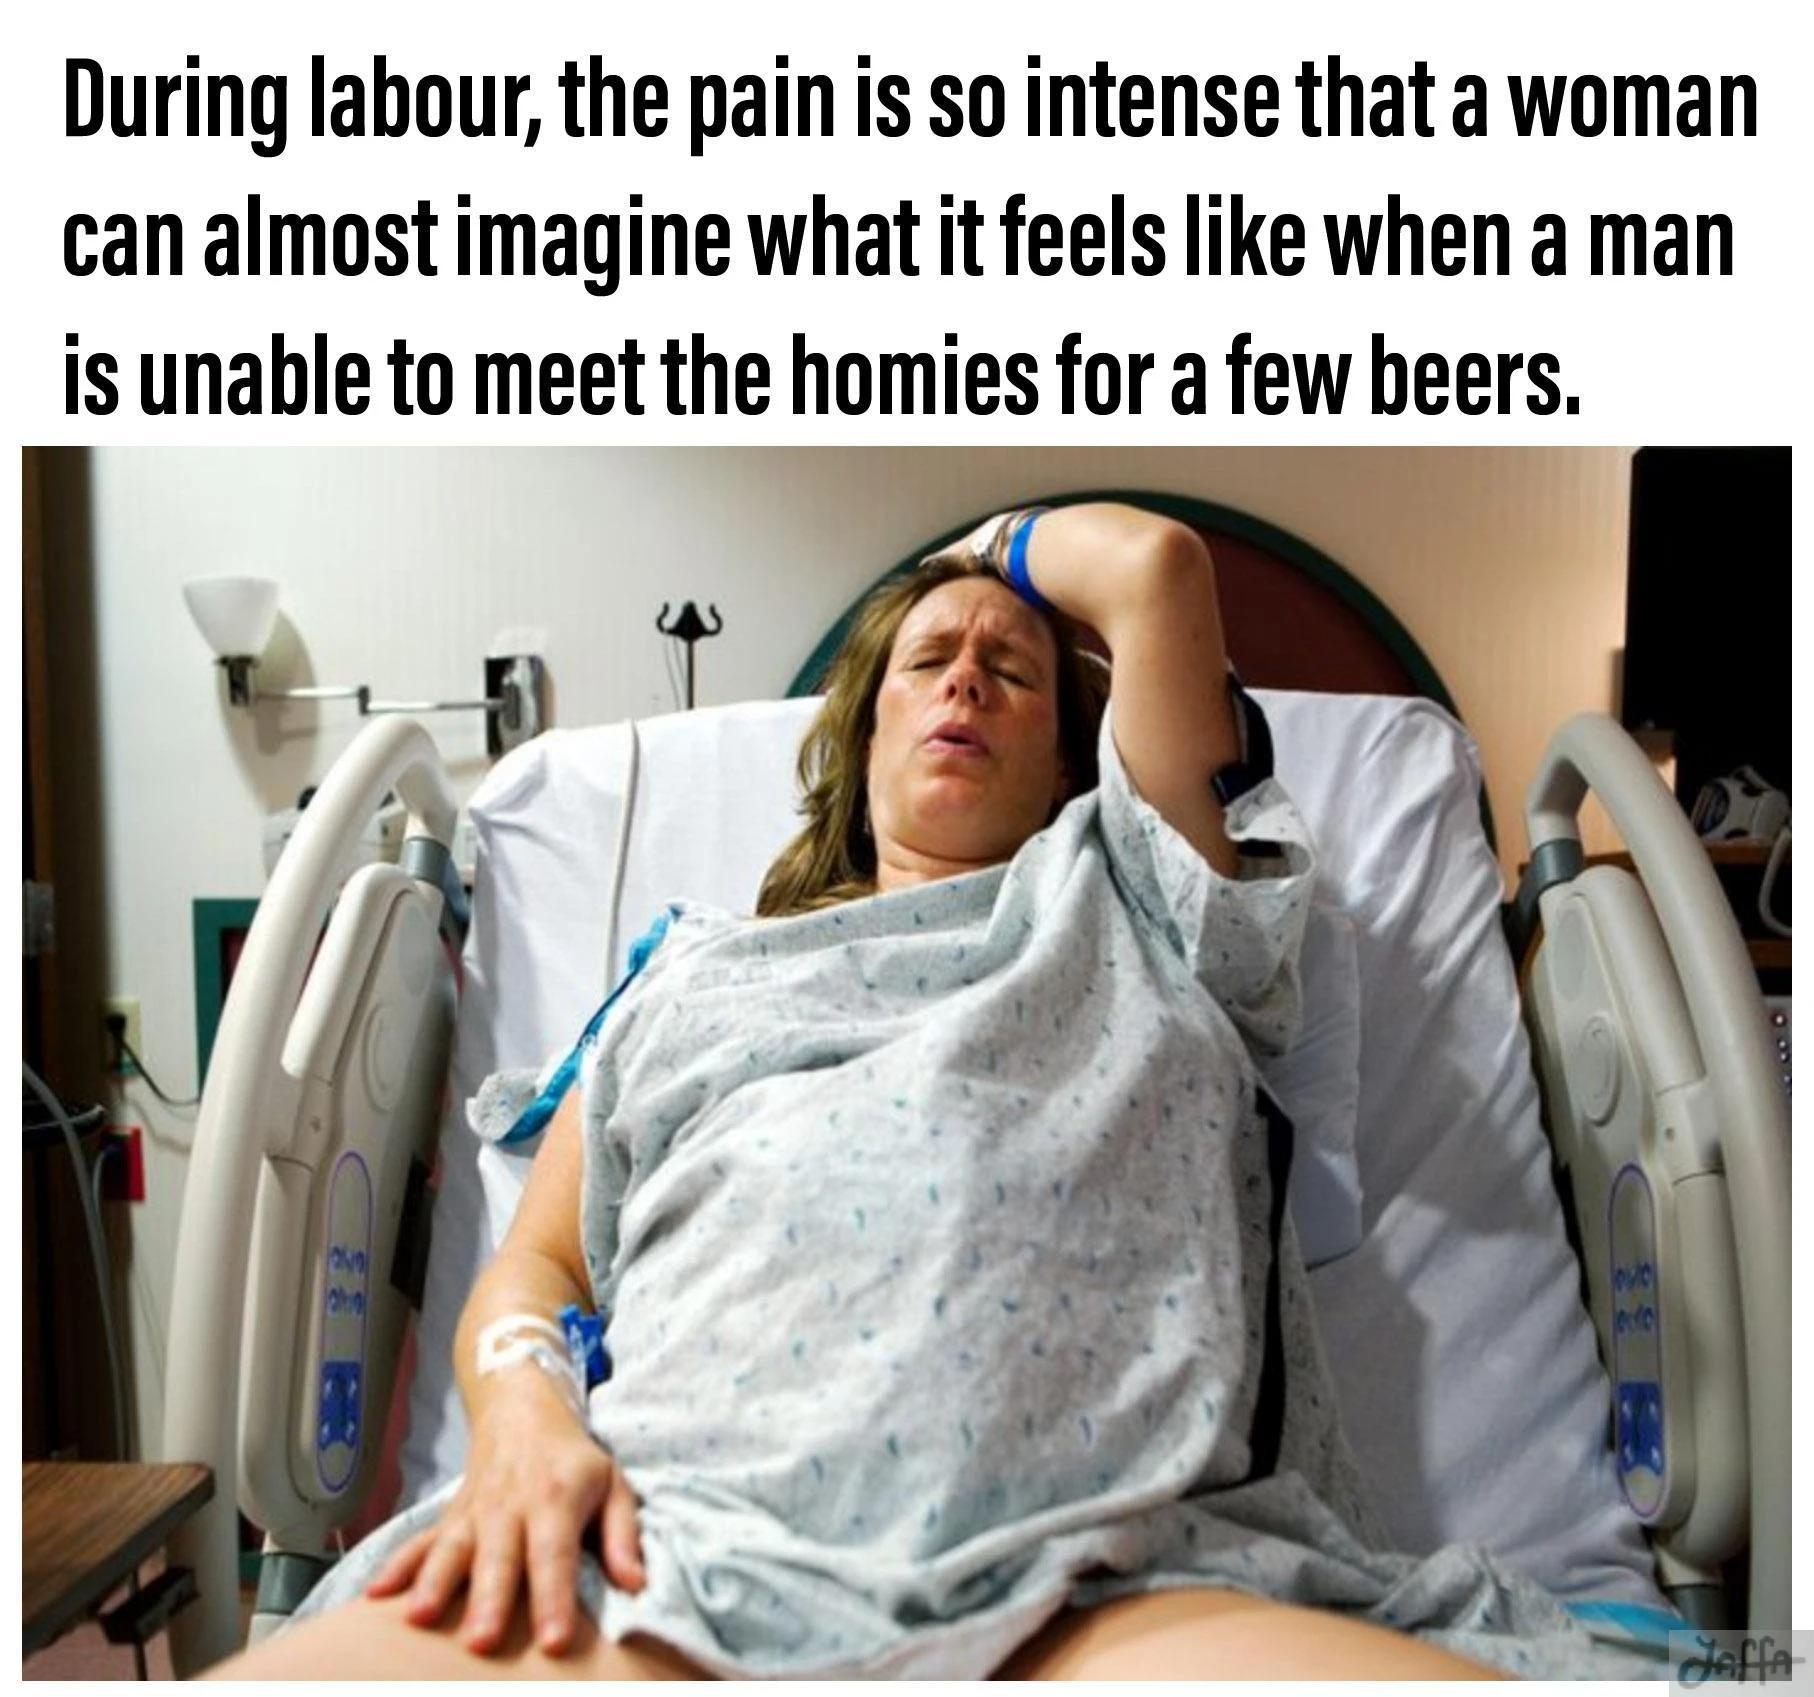 During labour, the pain is so intense that a woman
can almost imagine what it feels like when a man
is unable to meet the homies for a few beers.
Jaffa